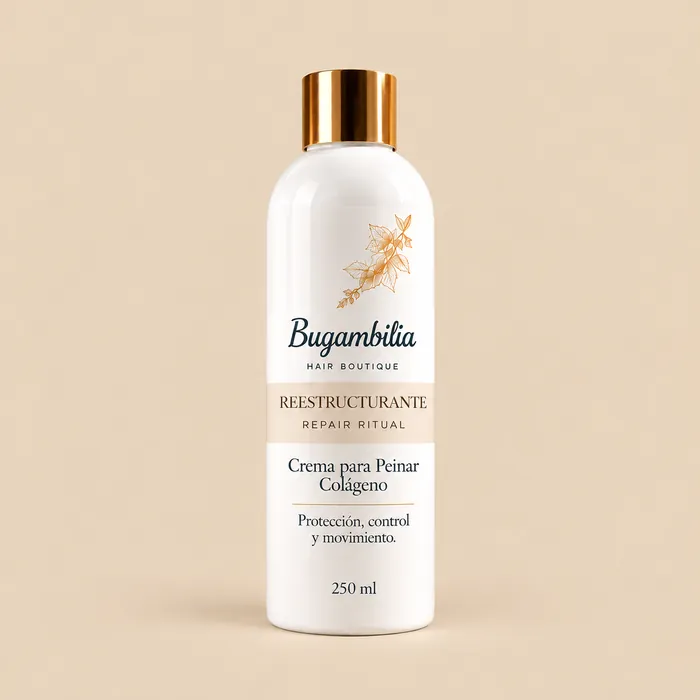 Bugambilia
HAIR BOUTIQUE
REESTRUCTURANTE
REPAIR RITUAL
Crema para Peinar
Colágeno
Protección, control
y movimiento.
250 ml